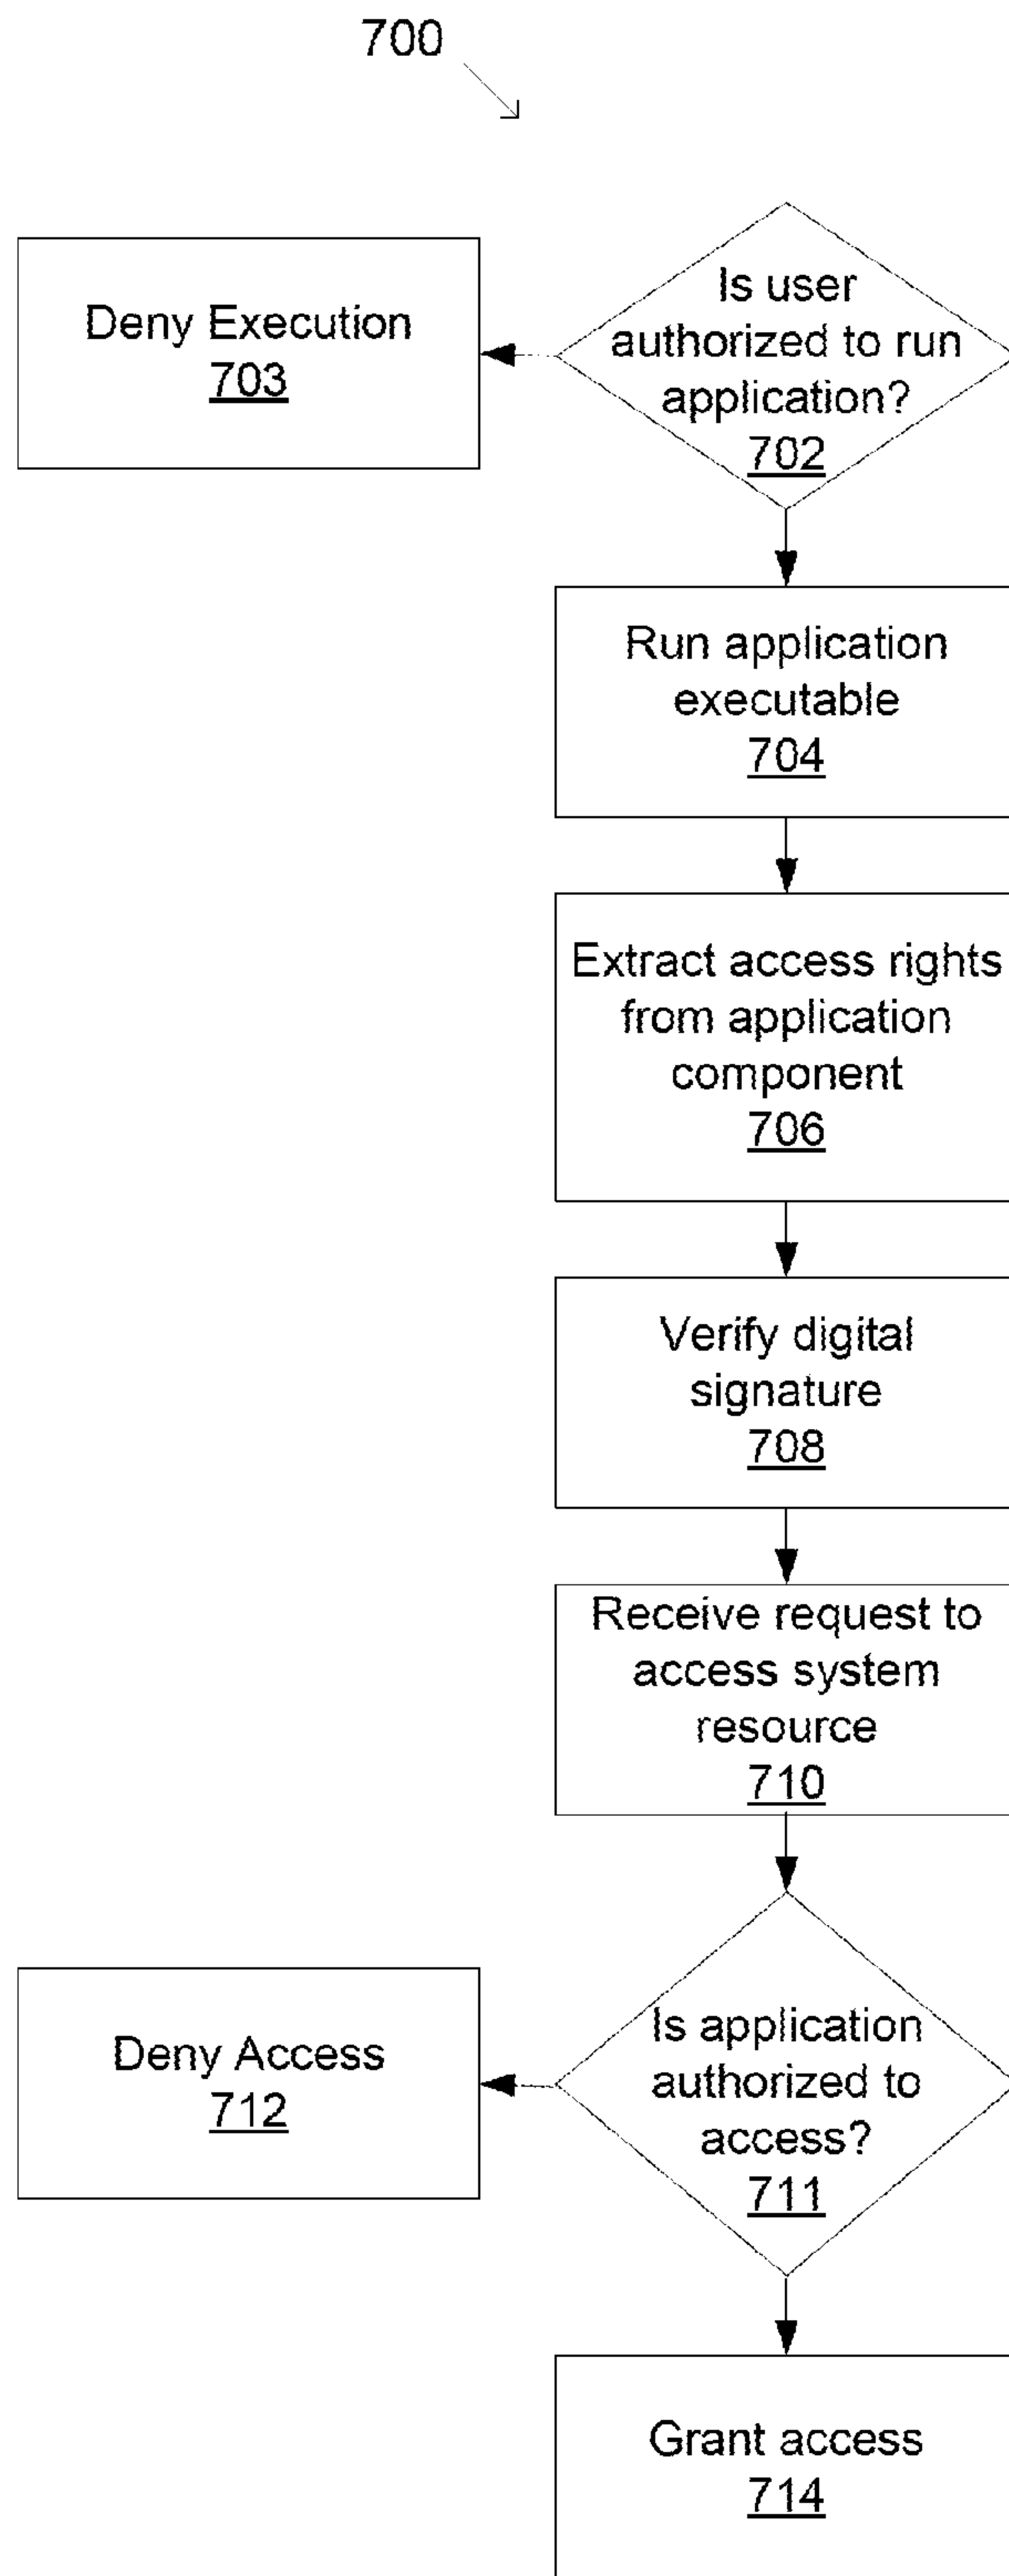 700
Is user
authorized to run
application?
702
Deny Execution
703
Run application
executable
704
Extract access rights
from application
component
706
Verify digital
signature
708
Receive request to
access system
resource
710
Is application
authorized to
access?
711
Deny Access
712
Grant access
714